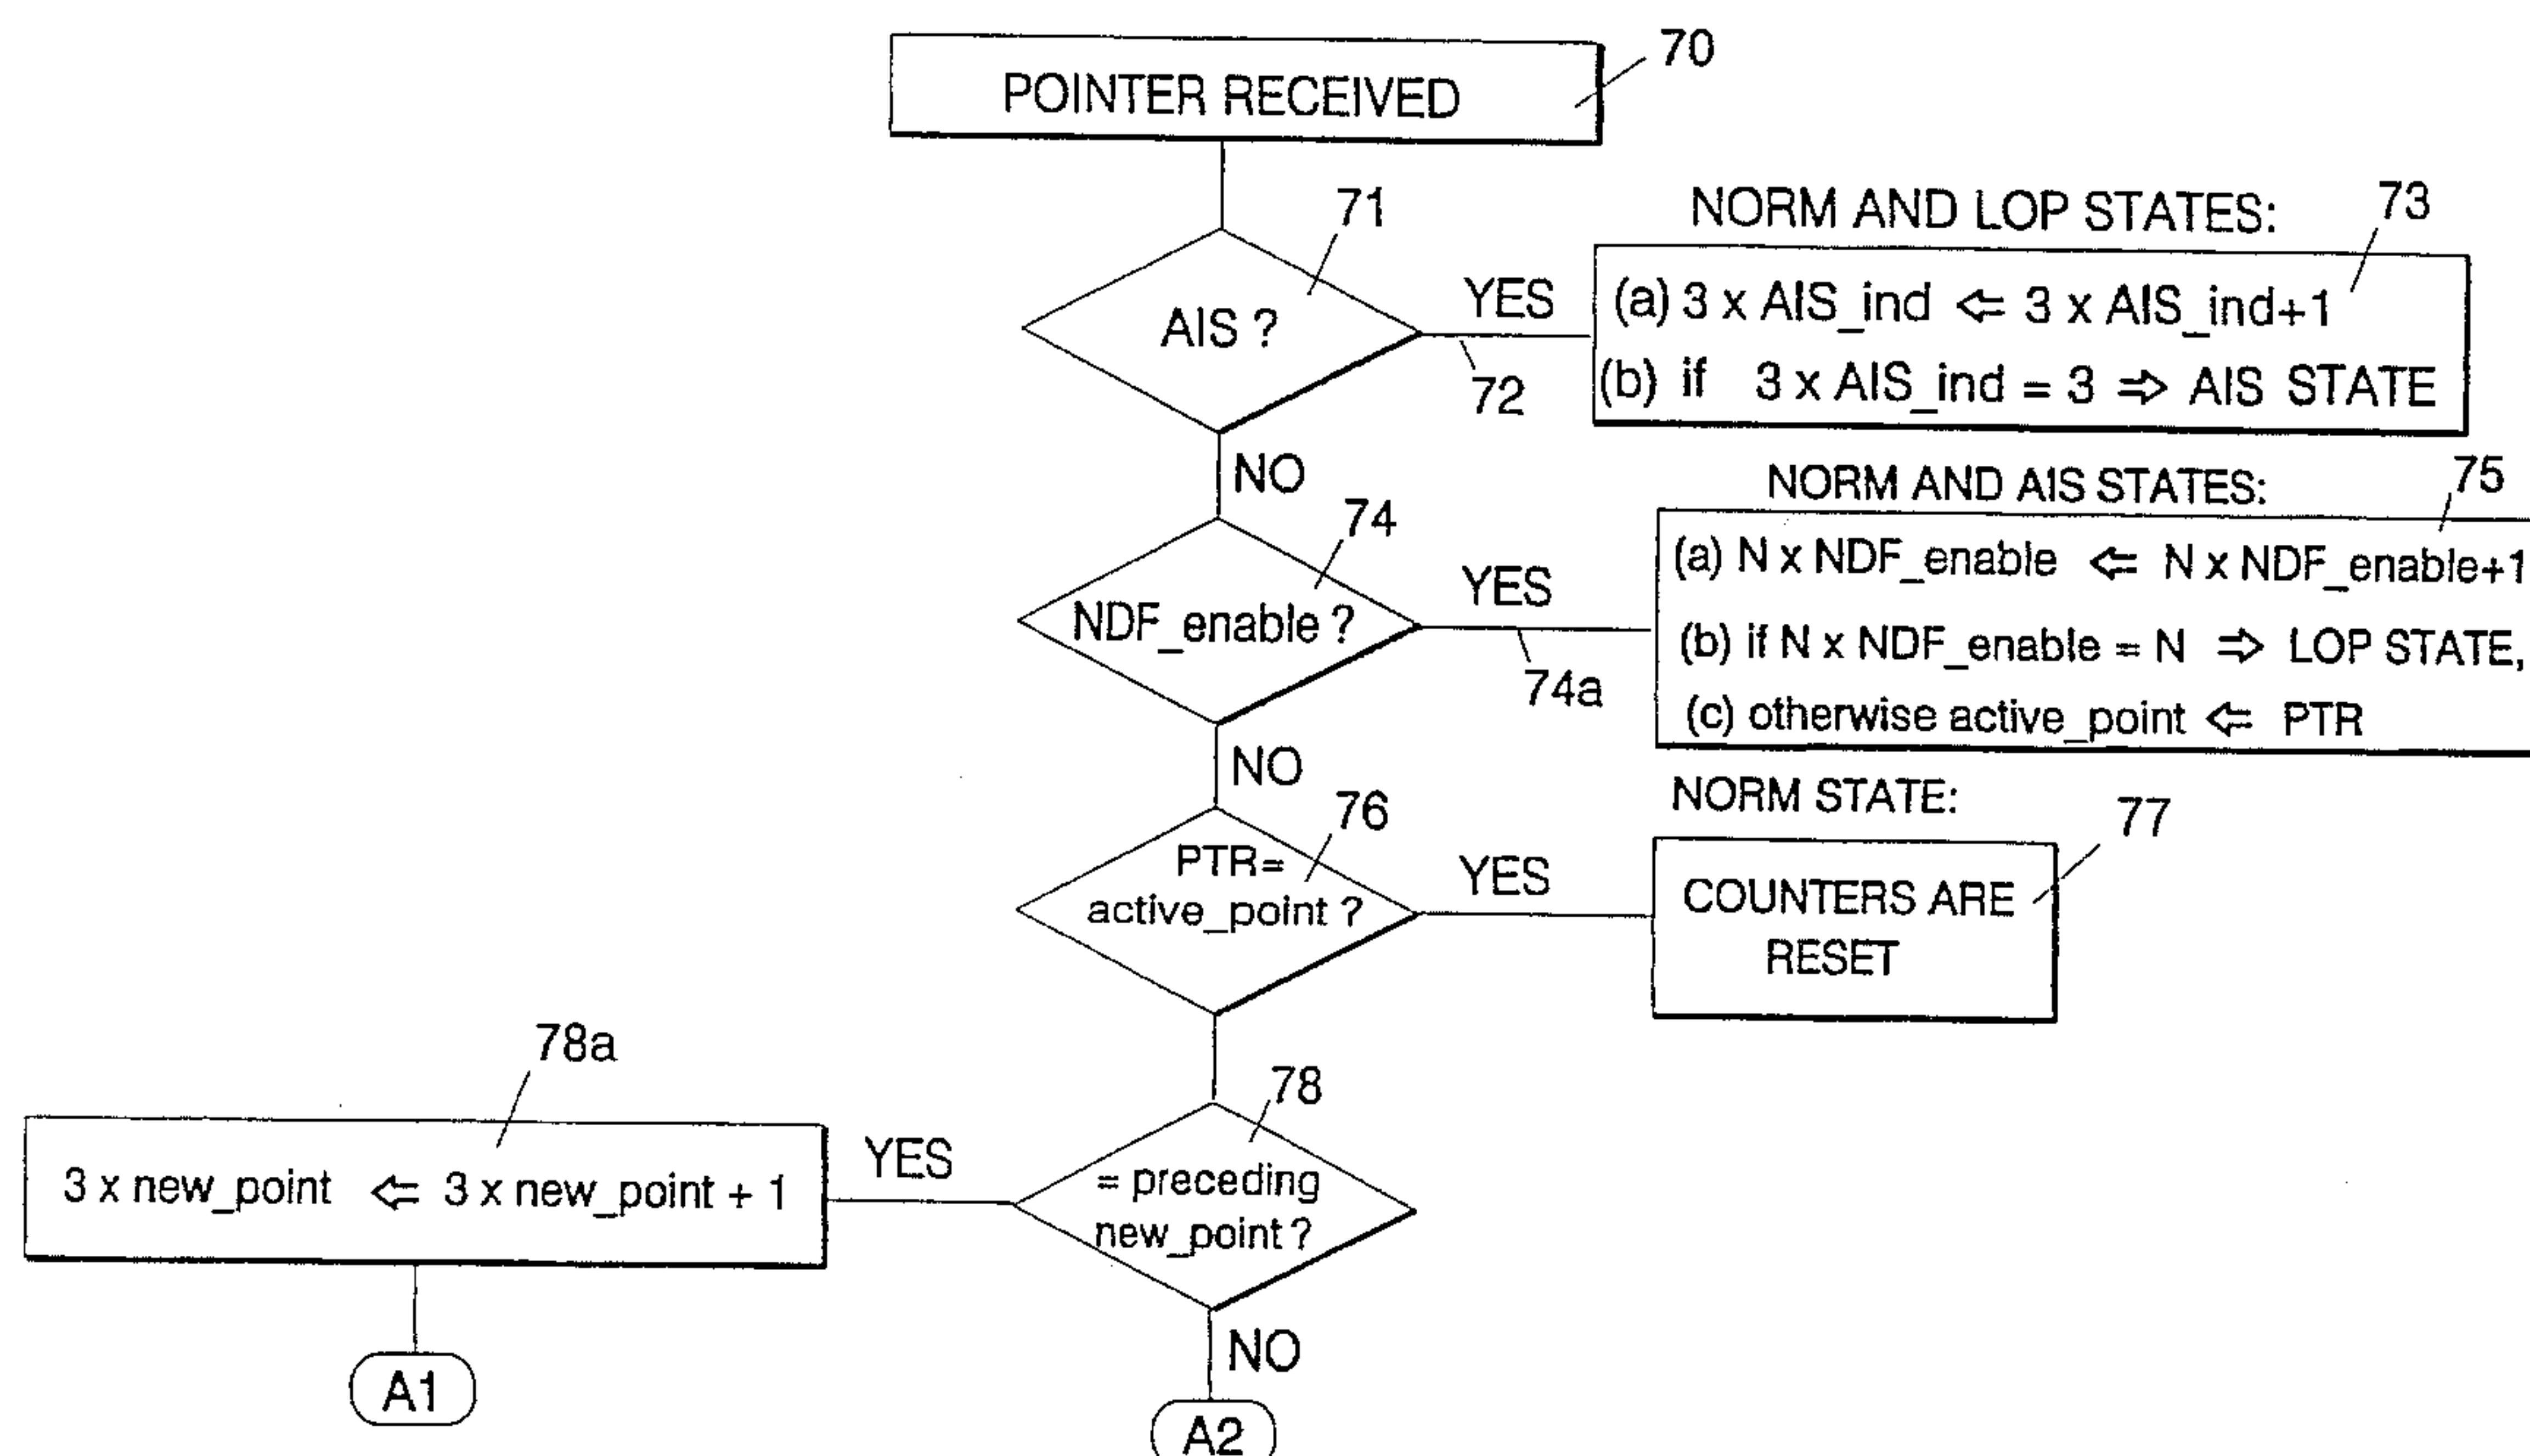 POINTER RECEIVED
70
71
AIS ?
YES
72
NORM AND LOP STATES:
73
(a) 3 x AIS_ind ⇐ 3 x AIS_ind+1
(b) if 3 x AIS_ind = 3 ⇒ AIS STATE
NO
74
NDF_enable ?
YES
74a
NORM AND AIS STATES:
75
(a) N x NDF_enable ⇐ N x NDF_enable+1
(b) if N x NDF_enable = N ⇒ LOP STATE,
(c) otherwise active_point ⇐ PTR
NO
76
PTR=
active_point ?
YES
NORM STATE:
77
COUNTERS ARE
RESET
78
= preceding
new_point ?
YES
78a
3 x new_point ⇐ 3 x new_point + 1
A1
NO
A2